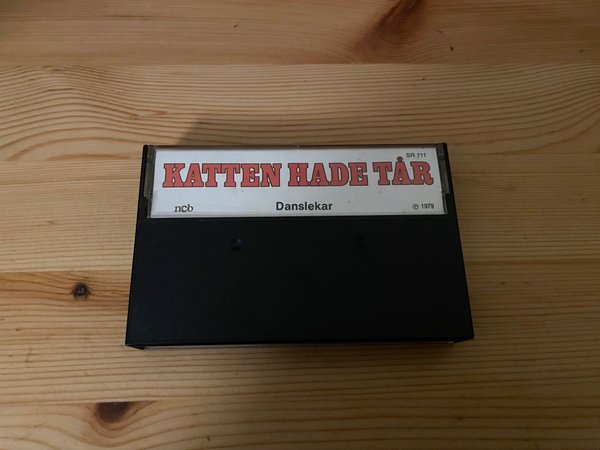 SR 711
KATTEN HADE TÅR
ncb Danslekar ℗ 1979